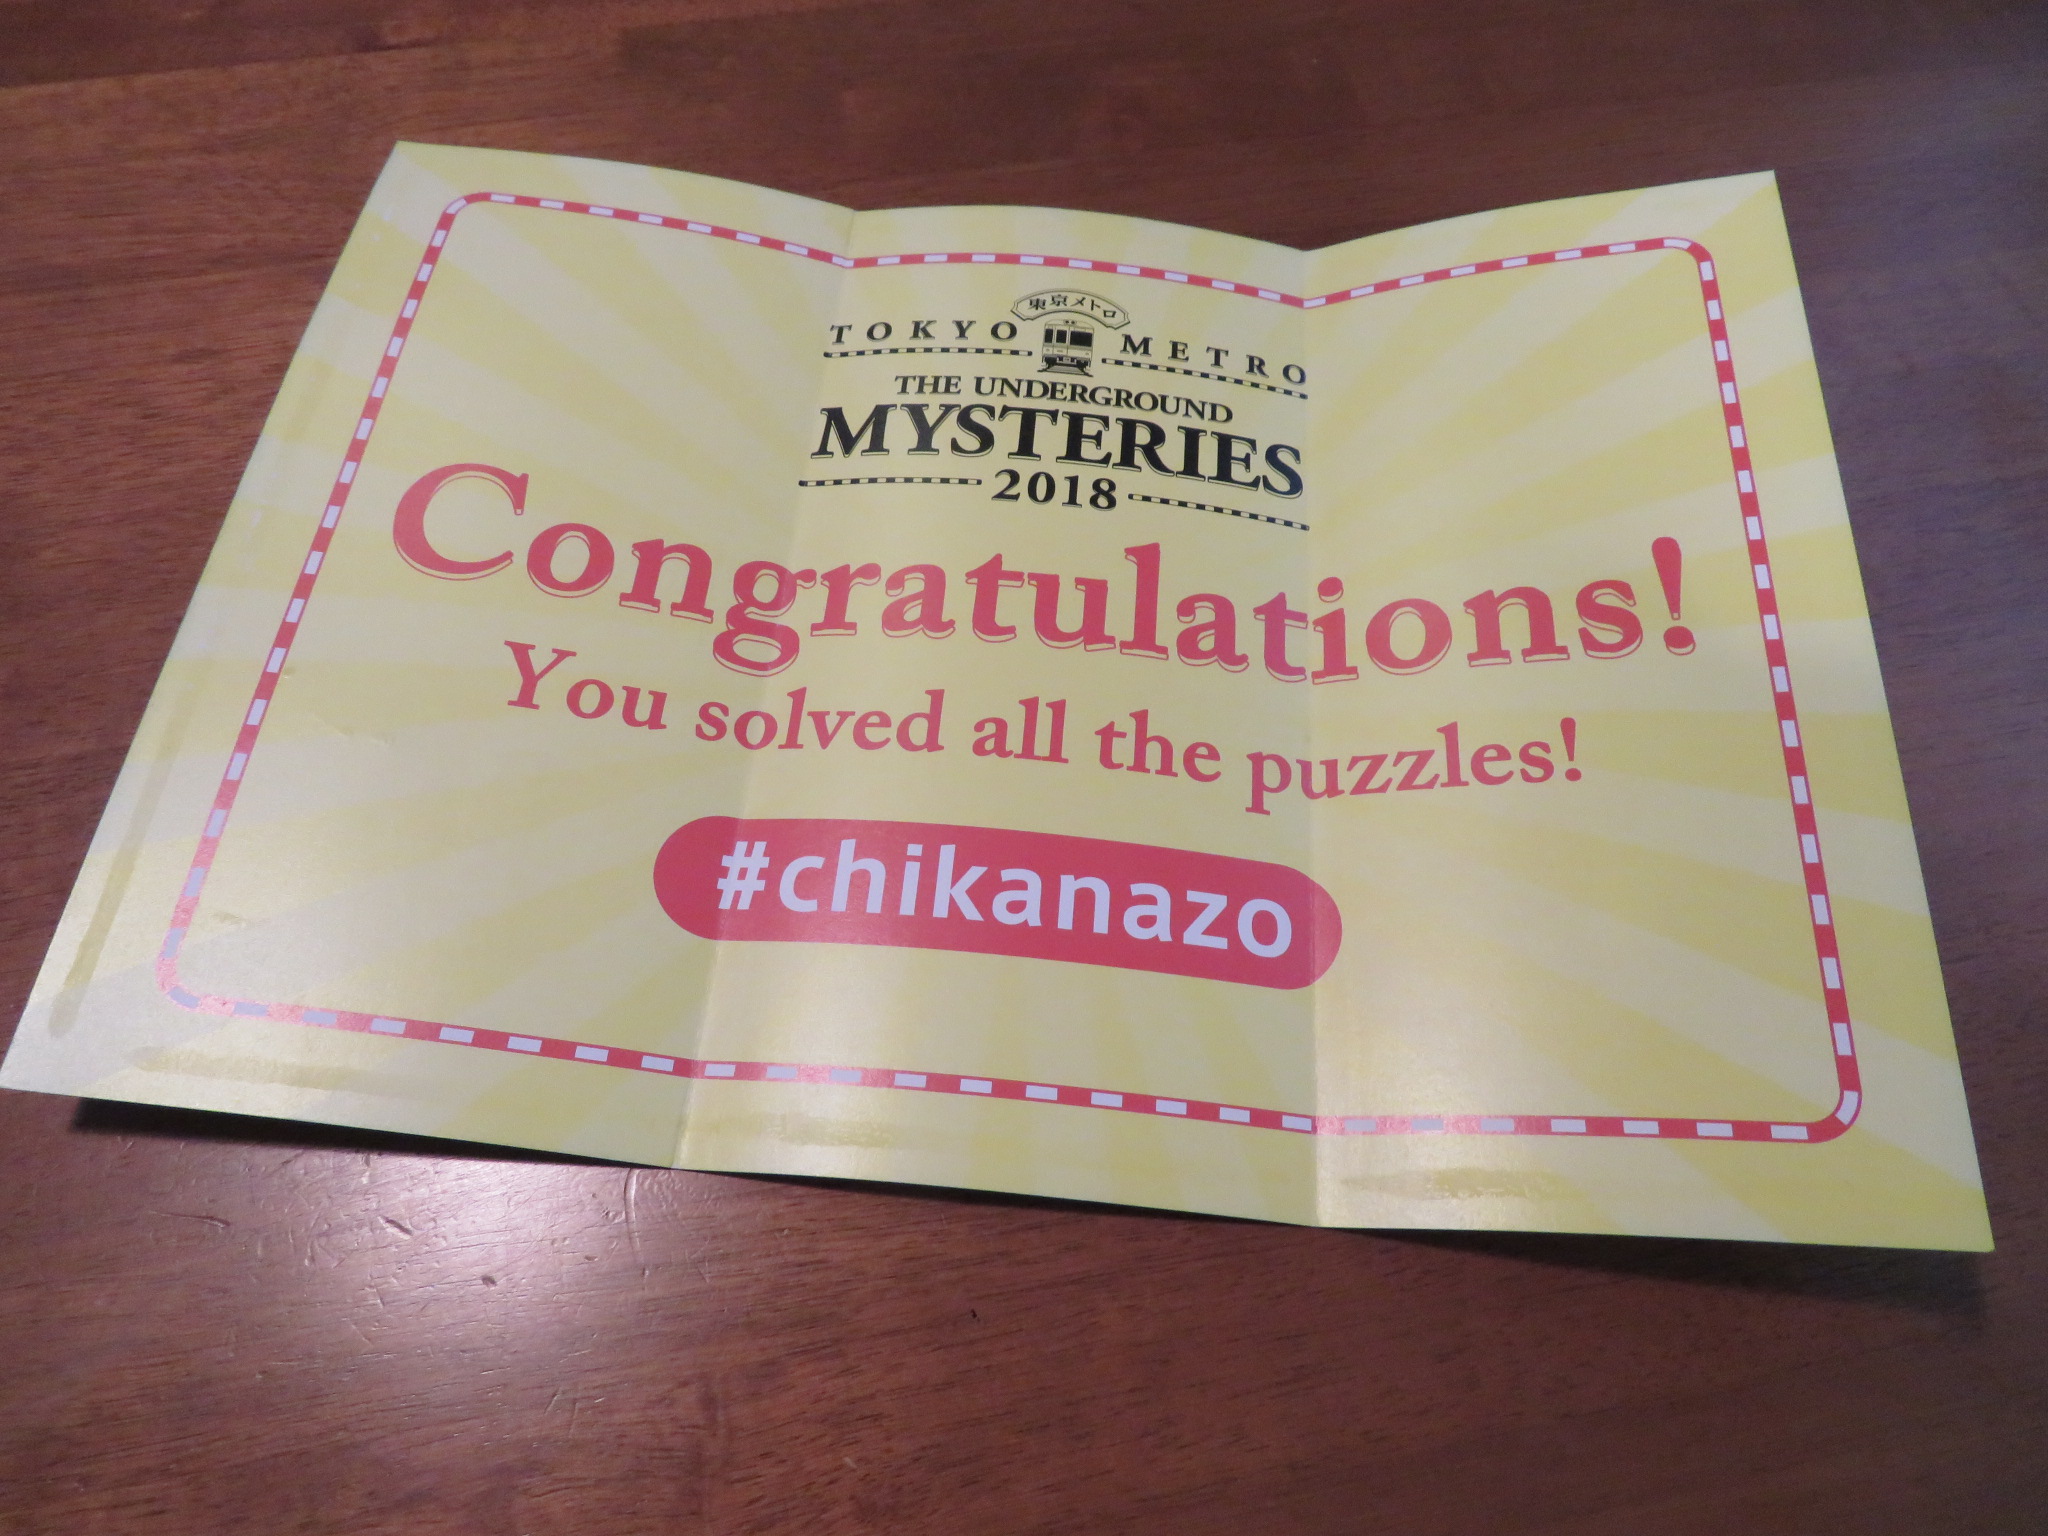 東京メトロ
TOKYO METRO
THE UNDERGROUND
MYSTERIES
2018
Congratulations!
You solved all the puzzles!
#chikanazo